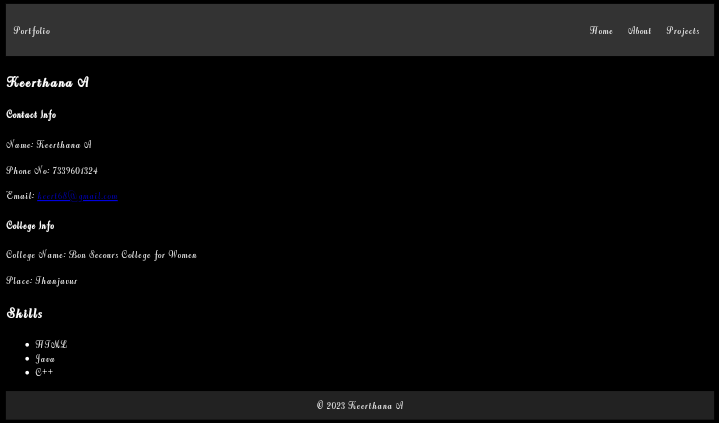 Portfolio Home About Projects
Keerthana A
Contact Info
Name: Keerthana A
Phone No: 7339601324
Email:
College Info
College Name: Bon Secours College for Women
Place: Thanjavur
Skills
HTML
Java
C++
© 2023 Keerthana A